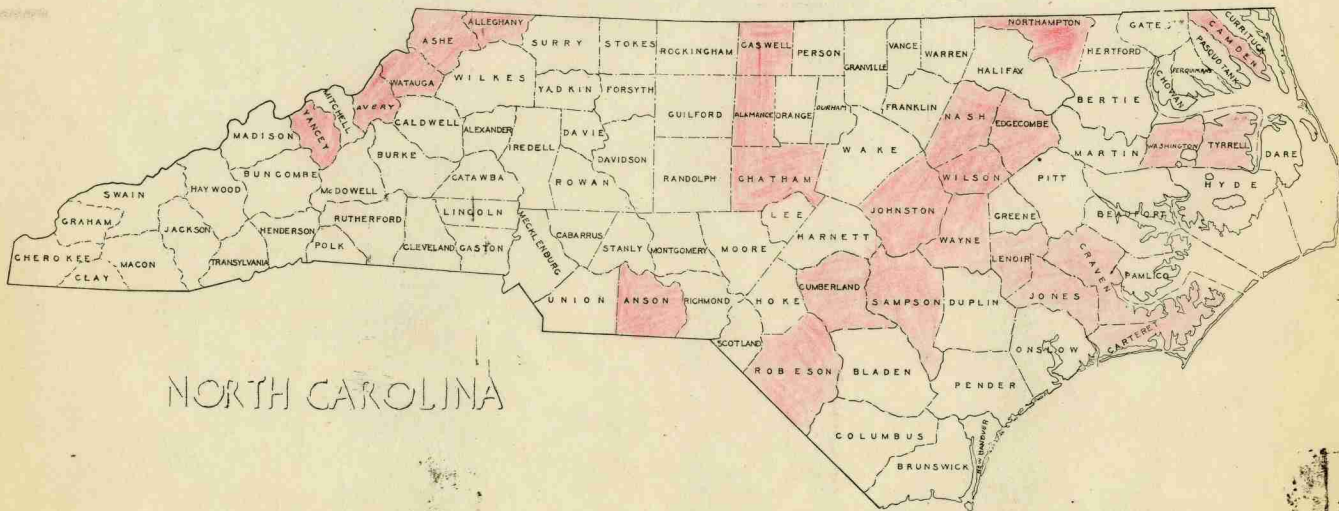 ALLEGHANY
ASHE
SURRY
STOKES
ROCKINGHAM
CASWELL
PERSON
GRANVILLE
VANCE
WARREN
NORTHAMPTON
GATES
HERTFORD
CURRITUCK
CAMDEN
PASQUOTANK
PERQUIMANS
CHOWAN
WATAUGA
WILKES
YADKIN
FORSYTH
GUILFORD
ALAMANCE
ORANGE
DURHAM
FRANKLIN
HALIFAX
NASH
EDGECOMBE
BERTIE
MITCHELL
AVERY
YANCEY
CALDWELL
ALEXANDER
IREDELL
DAVIE
DAVIDSON
WAKE
MARTIN
WASHINGTON
TYRRELL
DARE
MADISON
BURKE
CATAWBA
ROWAN
RANDOLPH
CHATHAM
WILSON
PITT
BUNCOMBE
McDOWELL
SWAIN
HAYWOOD
LINCOLN
LEE
JOHNSTON
GREENE
BEAUFORT
HYDE
GRAHAM
JACKSON
HENDERSON
RUTHERFORD
POLK
CLEVELAND
GASTON
MECKLENBURG
CABARRUS
STANLY
MONTGOMERY
MOORE
HARNETT
WAYNE
LENOIR
CRAVEN
PAMLICO
CHEROKEE
CLAY
MACON
TRANSYLVANIA
UNION
ANSON
RICHMOND
HOKE
CUMBERLAND
SAMPSON
DUPLIN
JONES
CARTERET
SCOTLAND
ROBESON
BLADEN
ONSLOW
PENDER
COLUMBUS
BRUNSWICK
NEW HANOVER
NORTH CAROLINA